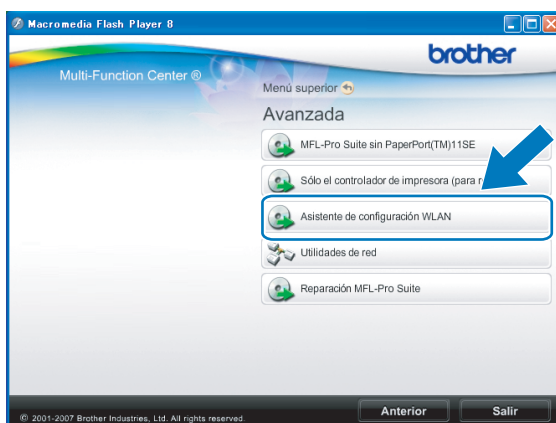 Macromedia Flash Player 8
brother
Multi-Function Center ®
Menú superior
Avanzada
MFL-Pro Suite sin PaperPort(TM)11SE
Sólo el controlador de impresora (para
Asistente de configuración WLAN
Utilidades de red
Reparación MFL-Pro Suite
© 2001-2007 Brother Industries, Ltd. All rights reserved.
Anterior
Salir